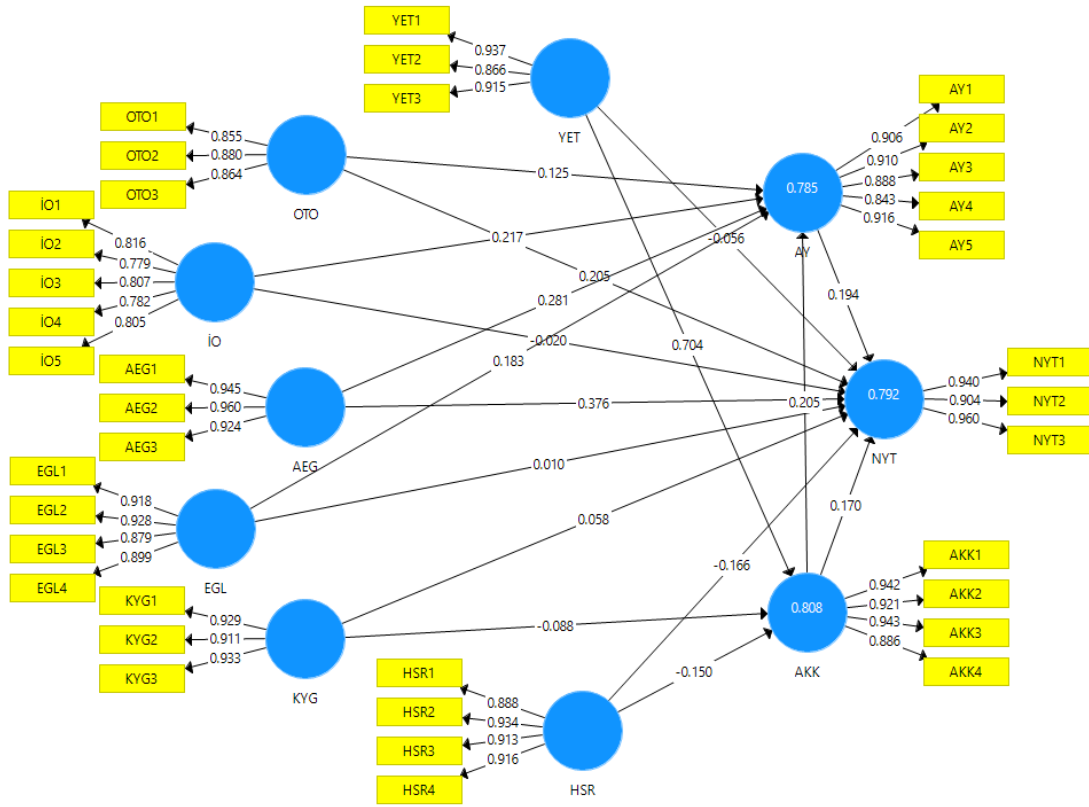 YET1
YET2
YET3
0.937
0.866
0.915
YET
OTO1
OTO2
OTO3
0.855
0.880
0.864
OTO
İO1
İO2
İO3
İO4
İO5
0.816
0.779
0.807
0.782
0.805
İO
AEG1
AEG2
AEG3
0.945
0.960
0.924
AEG
EGL1
EGL2
EGL3
EGL4
0.918
0.928
0.879
0.899
EGL
KYG1
KYG2
KYG3
0.929
0.911
0.933
KYG
HSR1
HSR2
HSR3
HSR4
0.888
0.934
0.913
0.916
HSR
0.125
0.217
-0.056
0.205
0.281
0.194
0.704
-0.020
0.183
0.376
0.205
0.010
0.058
0.170
-0.166
-0.088
-0.150
0.785
AY
0.906
0.910
0.888
0.843
0.916
AY1
AY2
AY3
AY4
AY5
0.792
NYT
0.940
0.904
0.960
NYT1
NYT2
NYT3
0.808
AKK
0.942
0.921
0.943
0.886
AKK1
AKK2
AKK3
AKK4